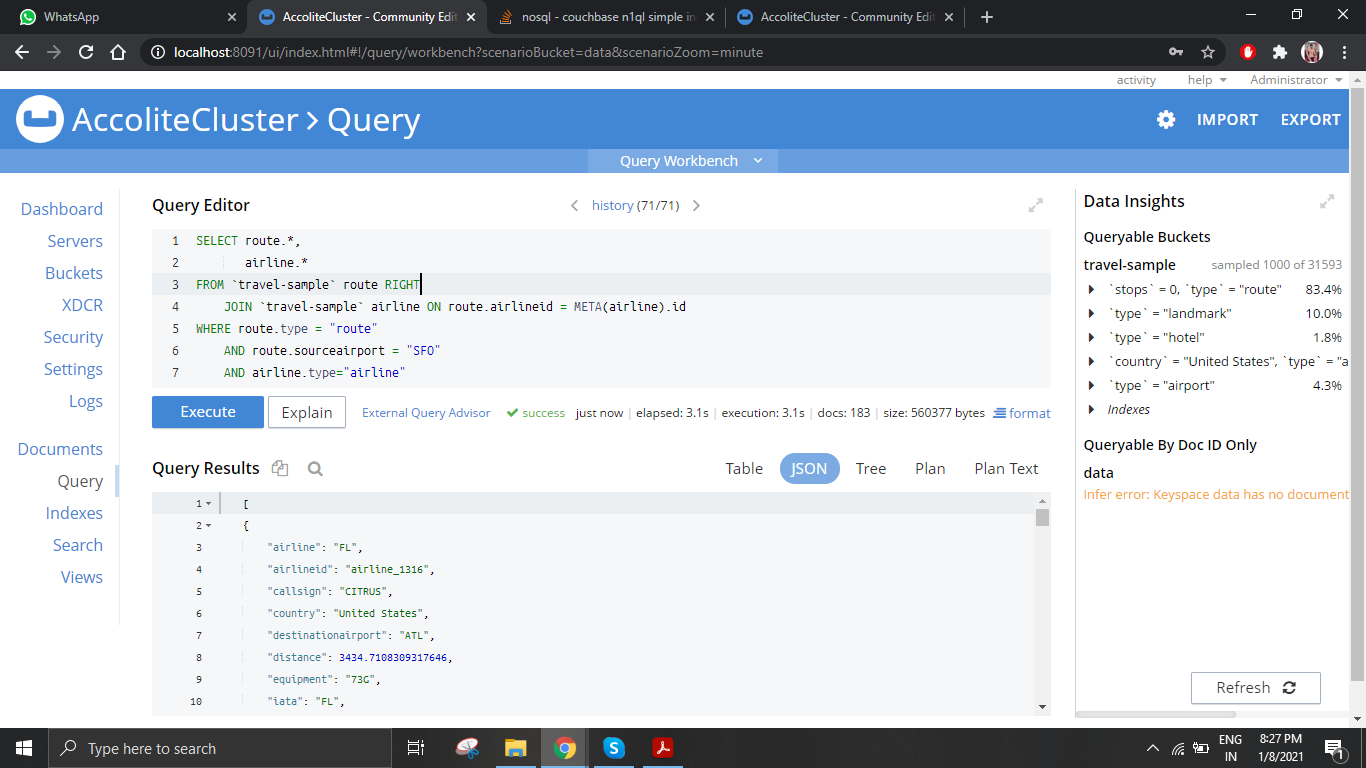 WhatsApp
AccoliteCluster - Community Edit
nosql - couchbase n1ql simple in
AccoliteCluster - Community Edit
localhost:8091/ui/index.html#!/query/workbench?scenarioBucket=data&scenarioZoom=minute
activity help Administrator
AccoliteCluster > Query
IMPORT EXPORT
Query Workbench
Dashboard
Servers
Buckets
XDCR
Security
Settings
Logs
Documents
Query
Indexes
Search
Views
Query Editor
history (71/71)
1 SELECT route.*,
2 airline.*
3 FROM `travel-sample` route RIGHT
4 JOIN `travel-sample` airline ON route.airlineid = META(airline).id
5 WHERE route.type = "route"
6 AND route.sourceairport = "SFO"
7 AND airline.type="airline"
Execute Explain External Query Advisor success just now | elapsed: 3.1s | execution: 3.1s | docs: 183 | size: 560377 bytes format
Query Results
Table JSON Tree Plan Plan Text
1 [
2 {
3 "airline": "FL",
4 "airlineid": "airline_1316",
5 "callsign": "CITRUS",
6 "country": "United States",
7 "destinationairport": "ATL",
8 "distance": 3434.7108309317646,
9 "equipment": "73G",
10 "iata": "FL",
Data Insights
Queryable Buckets
travel-sample sampled 1000 of 31593
`stops` = 0, `type` = "route" 83.4%
`type` = "landmark" 10.0%
`type` = "hotel" 1.8%
`country` = "United States", `type` = "a
`type` = "airport" 4.3%
Indexes
Queryable By Doc ID Only
data
Infer error: Keyspace data has no document
Refresh
Type here to search
ENG
IN
8:27 PM
1/8/2021
1